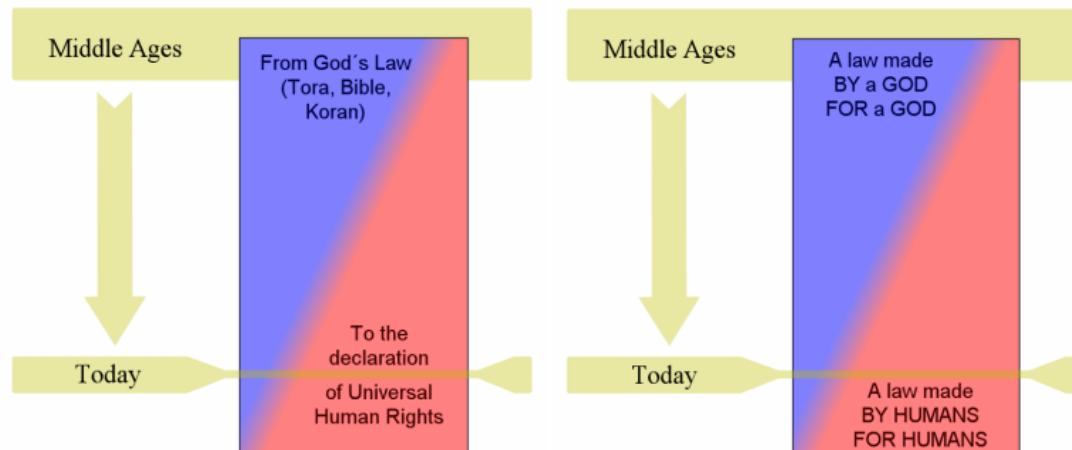 Middle Ages
From God´s Law
(Tora, Bible,
Koran)
To the
declaration
Today
of Universal
Human Rights
Middle Ages
A law made
BY a GOD
FOR a GOD
Today
A law made
BY HUMANS
FOR HUMANS